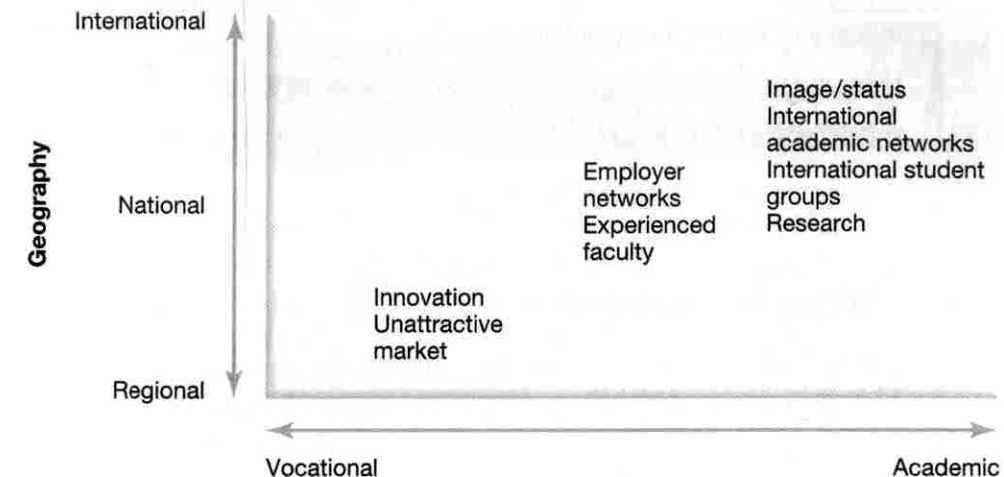 International
Geography
National
Regional
Image/status
International
academic networks
International student
groups
Research
Employer
networks
Experienced
faculty
Innovation
Unattractive
market
Vocational
Academic